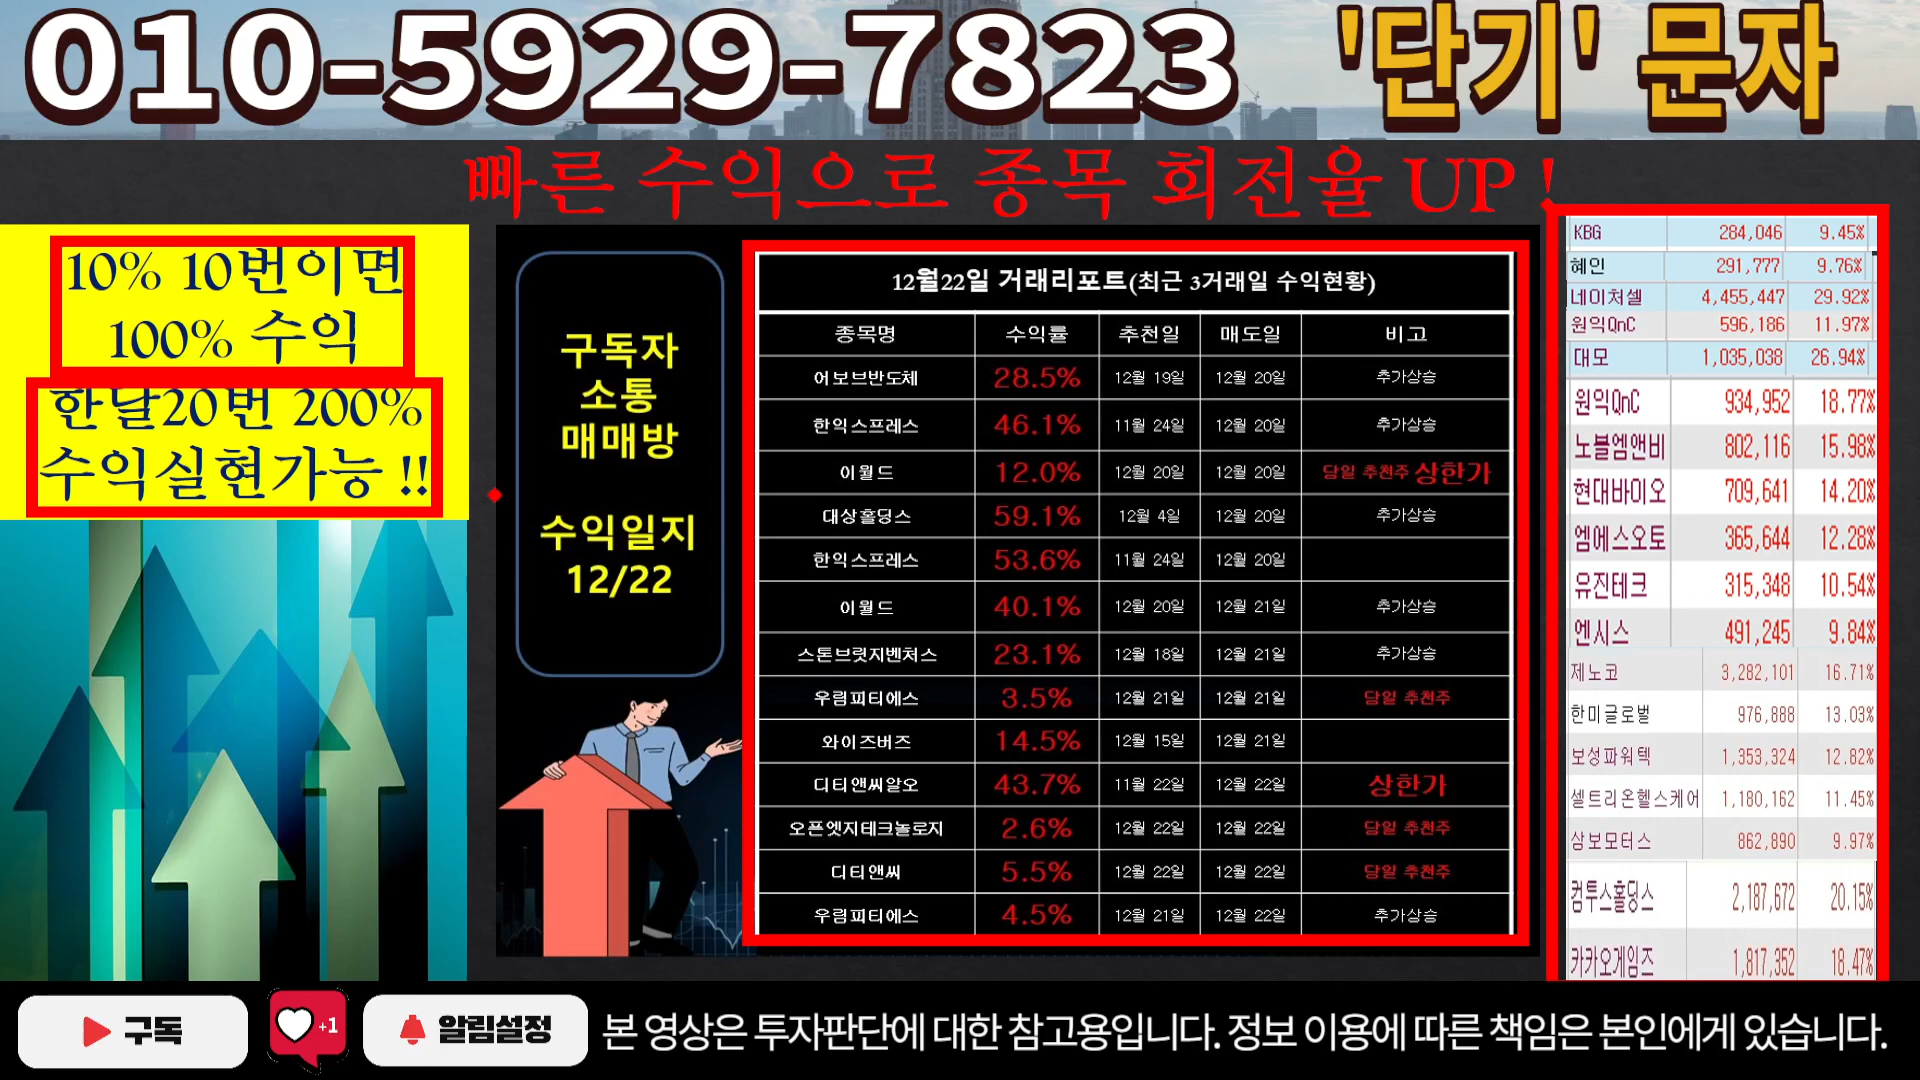 010-5929-7823 '단기' 문자
빠른 수익으로 종목 회전율 UP !
10% 10번이면
100% 수익
한달20번 200%
수익실현가능 !!
구독자
소통
매매방
수익일지
12/22
12월22일 거래리포트(최근 3거래일 수익현황)
종목명 수익률 추천일 매도일 비고
어보브반도체 28.5% 12월 19일 12월 20일 추가상승
한익스프레스 46.1% 11월 24일 12월 20일 추가상승
이월드 12.0% 12월 20일 12월 20일 당일 추천주 상한가
대상홀딩스 59.1% 12월 4일 12월 20일 추가상승
한익스프레스 53.6% 11월 24일 12월 20일
이월드 40.1% 12월 20일 12월 21일 추가상승
스톤브릿지벤처스 23.1% 12월 18일 12월 21일 추가상승
우림피티에스 3.5% 12월 21일 12월 21일 당일 추천주
와이즈버즈 14.5% 12월 15일 12월 21일
디티앤씨알오 43.7% 11월 22일 12월 22일 상한가
오픈엣지테크놀로지 2.6% 12월 22일 12월 22일 당일 추천주
디티앤씨 5.5% 12월 22일 12월 22일 당일 추천주
우림피티에스 4.5% 12월 21일 12월 22일 추가상승
KBG 284,046 9.45%
혜인 291,777 9.76%
네이처셀 4,455,447 29.92%
원익QnC 596,186 11.97%
대모 1,035,038 26.94%
원익QnC 934,952 18.77%
노블엠앤비 802,116 15.98%
현대바이오 709,641 14.20%
엠에스오토 365,644 12.28%
유진테크 315,348 10.54%
엔시스 491,245 9.84%
제노코 3,282,101 16.71%
한미글로벌 976,888 13.03%
보성파워텍 1,353,324 12.82%
셀트리온헬스케어 1,180,162 11.45%
삼보모터스 862,890 9.97%
컴투스홀딩스 2,187,672 20.15%
카카오게임즈 1,817,352 18.47%
구독 +1 알림설정 본 영상은 투자판단에 대한 참고용입니다. 정보 이용에 따른 책임은 본인에게 있습니다.